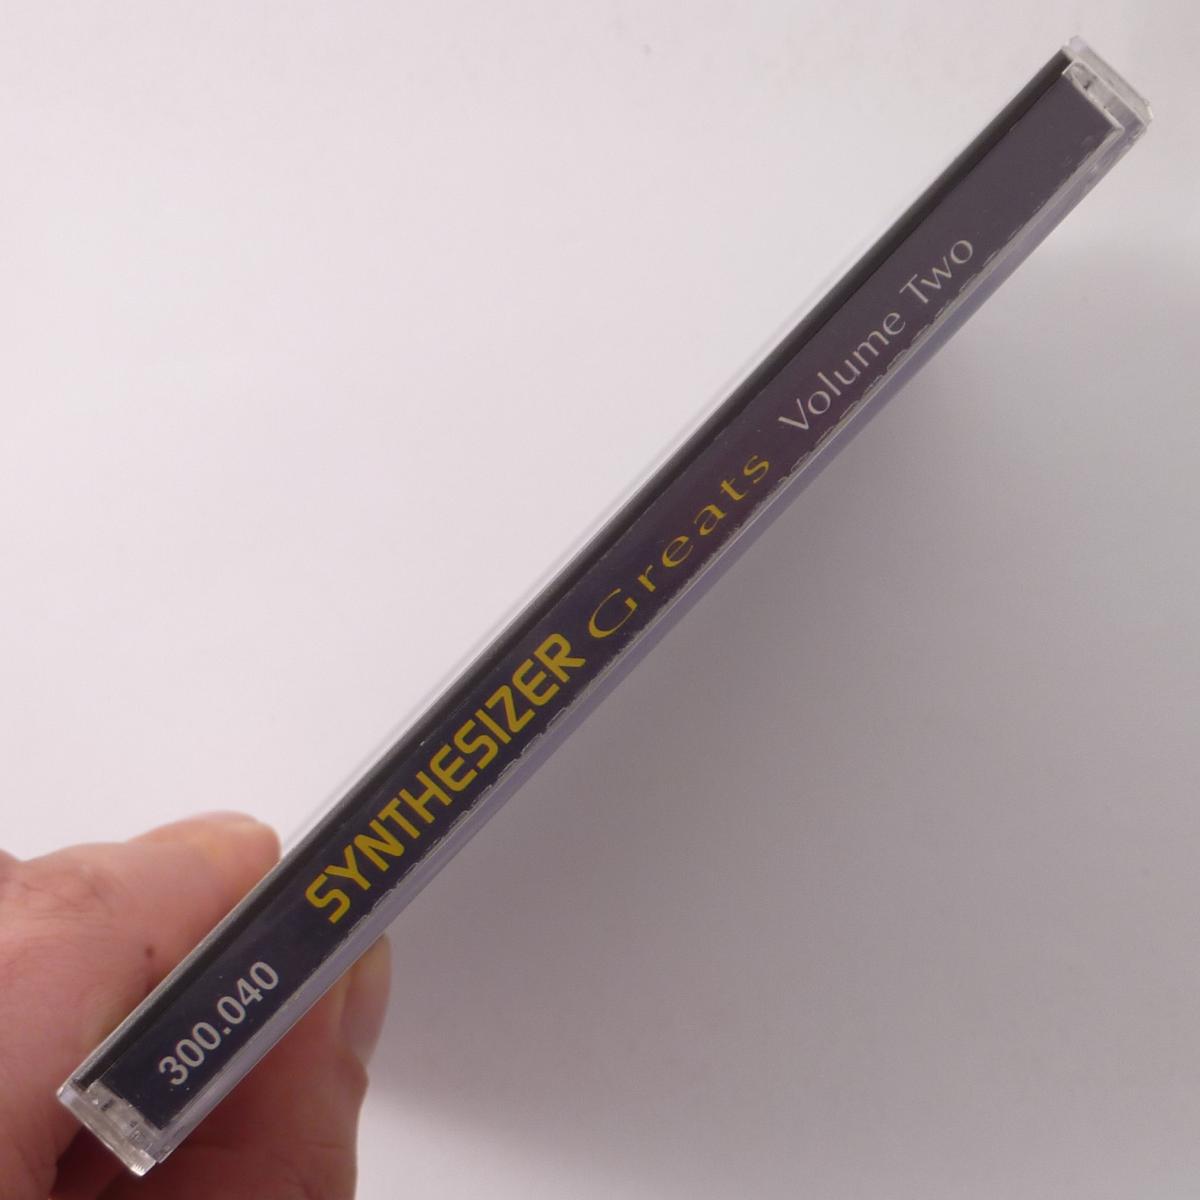 300.040 SYNTHESIZER Greats Volume Two